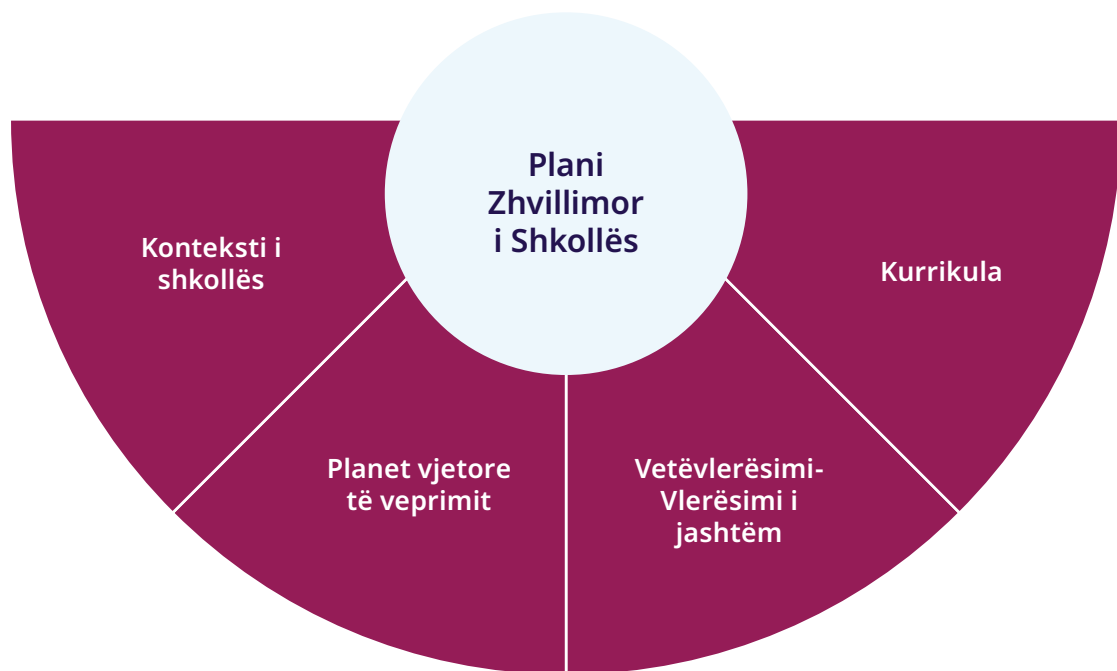 Plani
Zhvillimor
i Shkollës
Konteksti i
shkollës
Planet vjetore
të veprimit
Vetëvlerësimi-
Vlerësimi i
jashtëm
Kurrikula